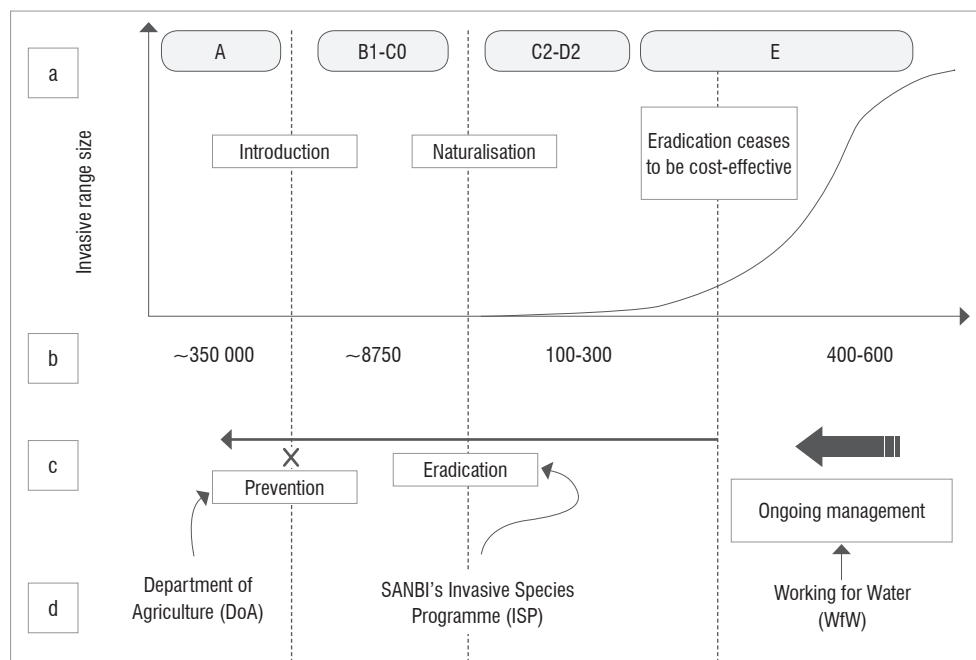 a
A
B1-C0
C2-D2
E
Invasive range size
Introduction
Naturalisation
Eradication ceases
to be cost-effective
b
~350 000
~8750
100-300
400-600
c
Prevention
Eradication
Ongoing management
d
Department of
Agriculture (DoA)
SANBI's Invasive Species
Programme (ISP)
Working for Water
(WfW)